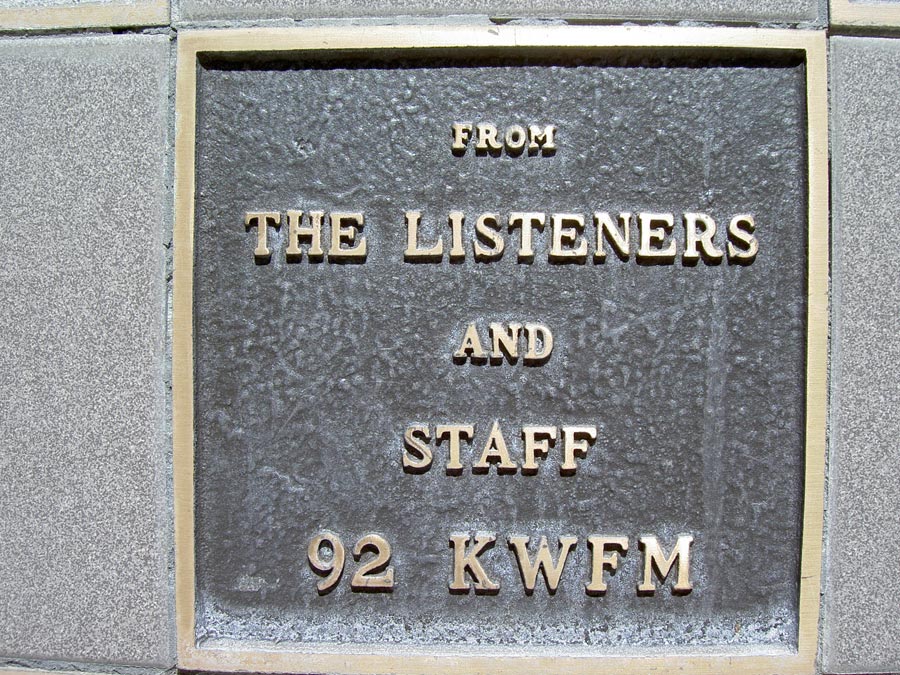 FROM
THE LISTENERS
AND
STAFF
92 KWFM